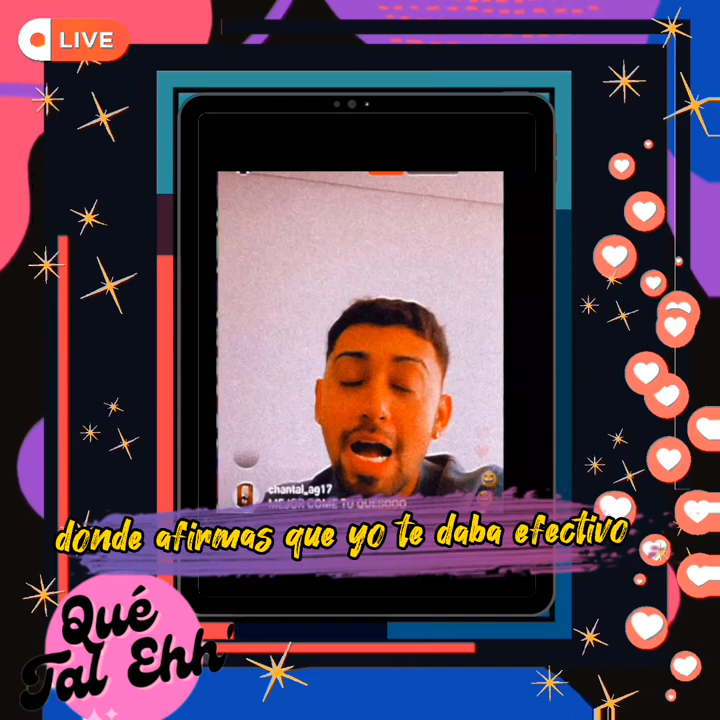 LIVE
chantal_ag17
MEJOR COME TU QUESOOO
donde afirmas que yo te daba efectivo
Qué
Tal Ehh'